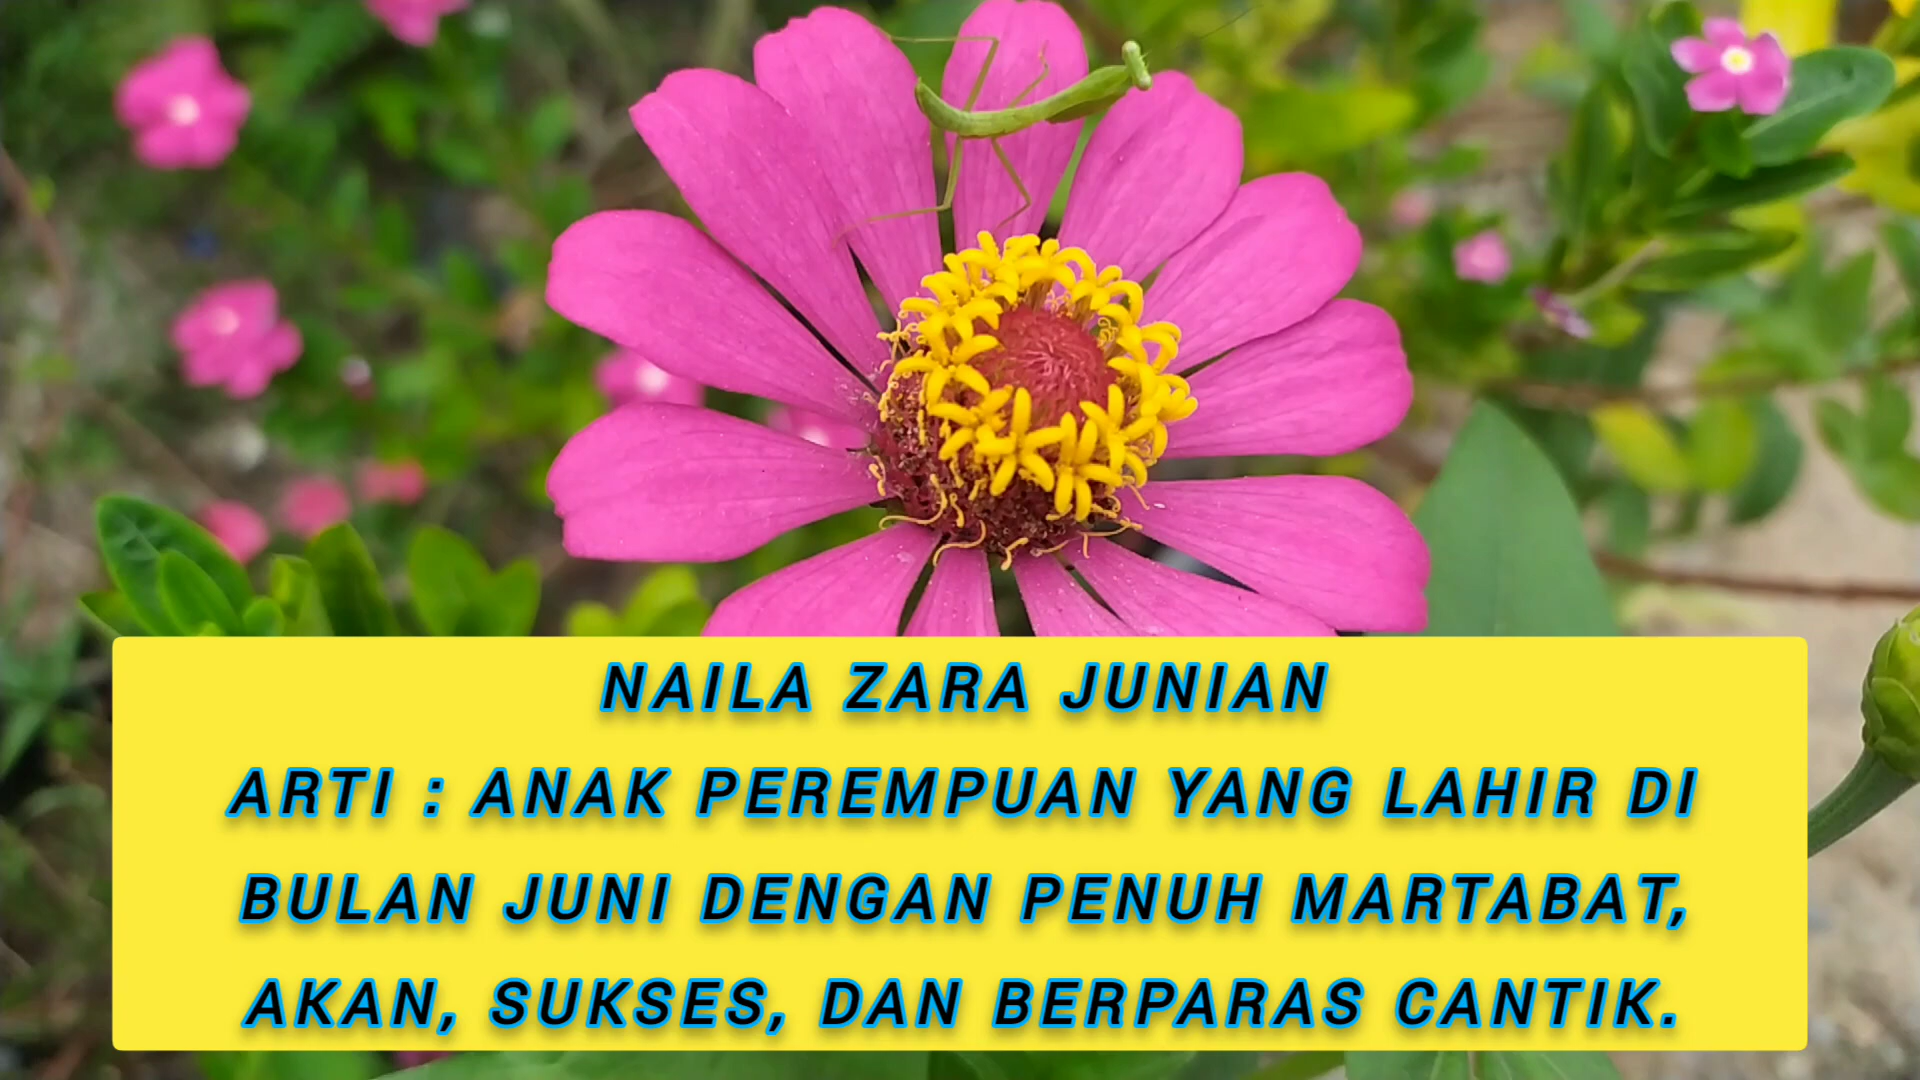 NAILA ZARA JUNIAN
ARTI : ANAK PEREMPUAN YANG LAHIR DI
BULAN JUNI DENGAN PENUH MARTABAT,
AKAN, SUKSES, DAN BERPARAS CANTIK.